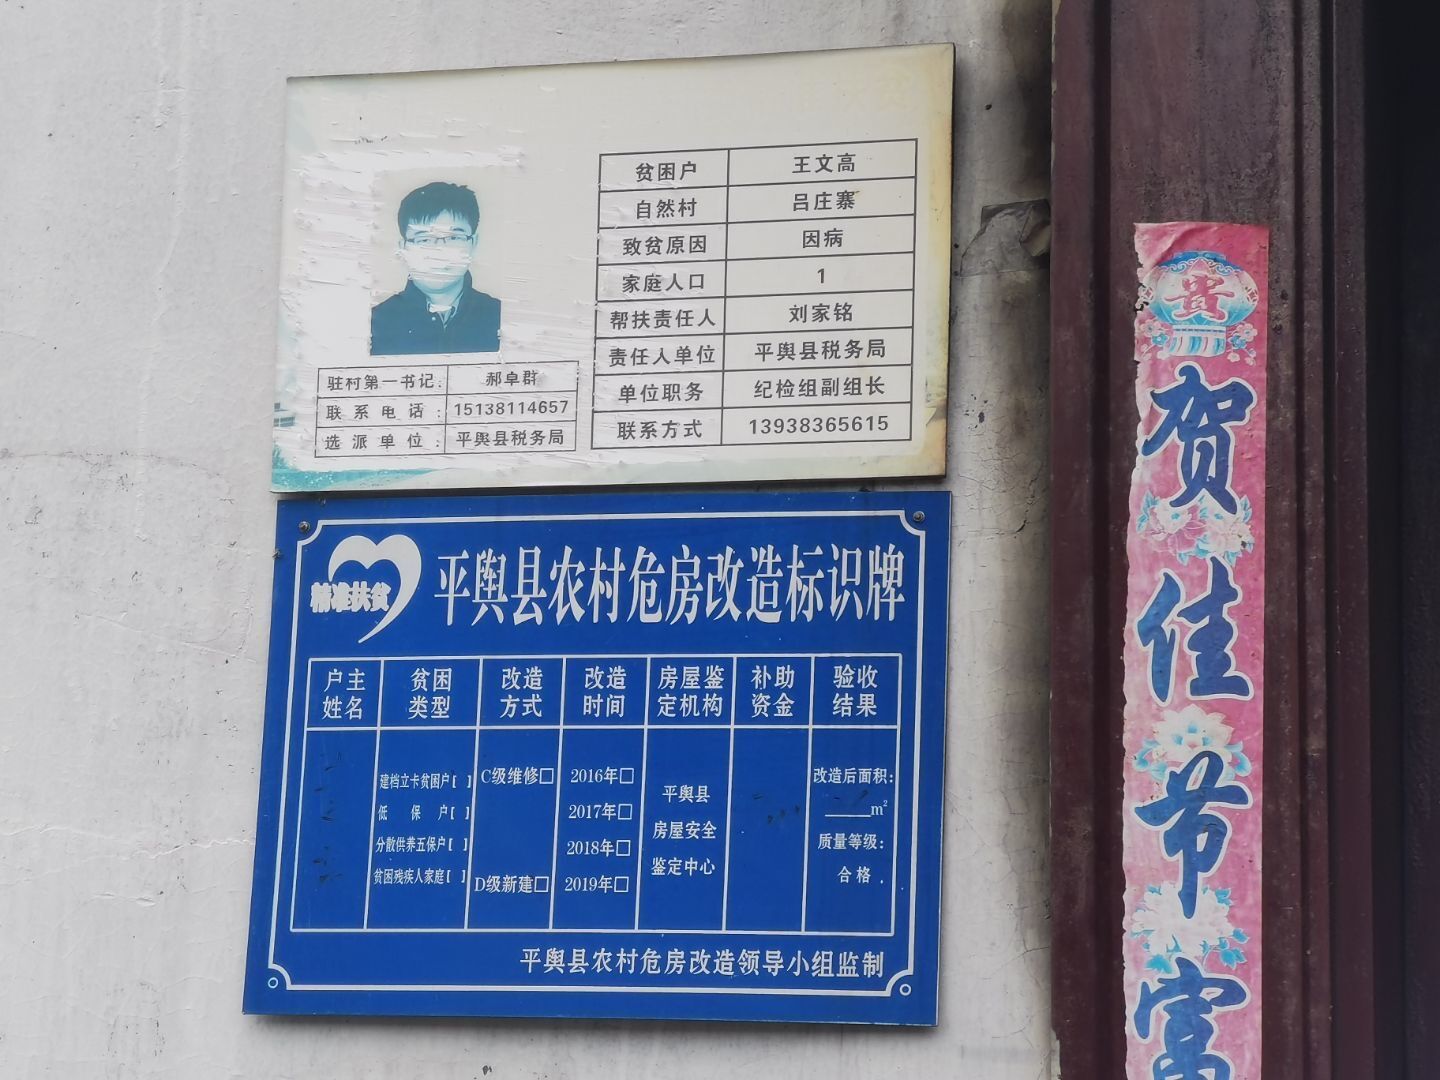 贫困户 王文高
自然村 吕庄寨
致贫原因 因病
家庭人口 1
帮扶责任人 刘家铭
责任人单位 平舆县税务局
单位职务 纪检组副组长
联系方式 13938365615
驻村第一书记: 郝卓群
联系电话: 15138114657
选派单位: 平舆县税务局
精准扶贫
平舆县农村危房改造标识牌
户主姓名 贫困类型 改造方式 改造时间 房屋鉴定机构 补助资金 验收结果
建档立卡贫困户[ ]
低保户[ ]
分散供养五保户[ ]
贫困残疾人家庭[ ]
C级维修□
D级新建□
2016年□
2017年□
2018年□
2019年□
平舆县
房屋安全
鉴定中心
改造后面积:
____m²
质量等级:
合格.
平舆县农村危房改造领导小组监制
贵
贺佳节富